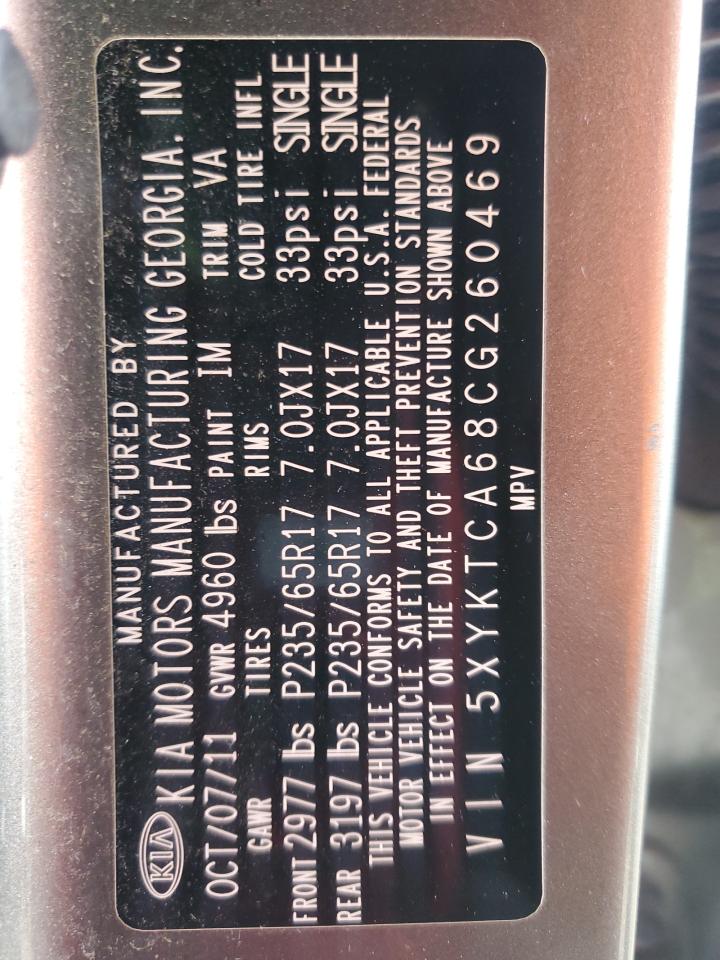 MANUFACTURED BY
KIA KIA MOTORS MANUFACTURING GEORGIA, INC.
OCT/07/11 GVWR 4960 lbs PAINT IM TRIM VA
GAWR TIRES RIMS COLD TIRE INFL
FRONT 2977 lbs P235/65R17 7.0JX17 33psi SINGLE
REAR 3197 lbs P235/65R17 7.0JX17 33psi SINGLE
THIS VEHICLE CONFORMS TO ALL APPLICABLE U.S.A. FEDERAL
MOTOR VEHICLE SAFETY AND THEFT PREVENTION STANDARDS
IN EFFECT ON THE DATE OF MANUFACTURE SHOWN ABOVE
VIN 5XYKTCA68CG260469
MPV